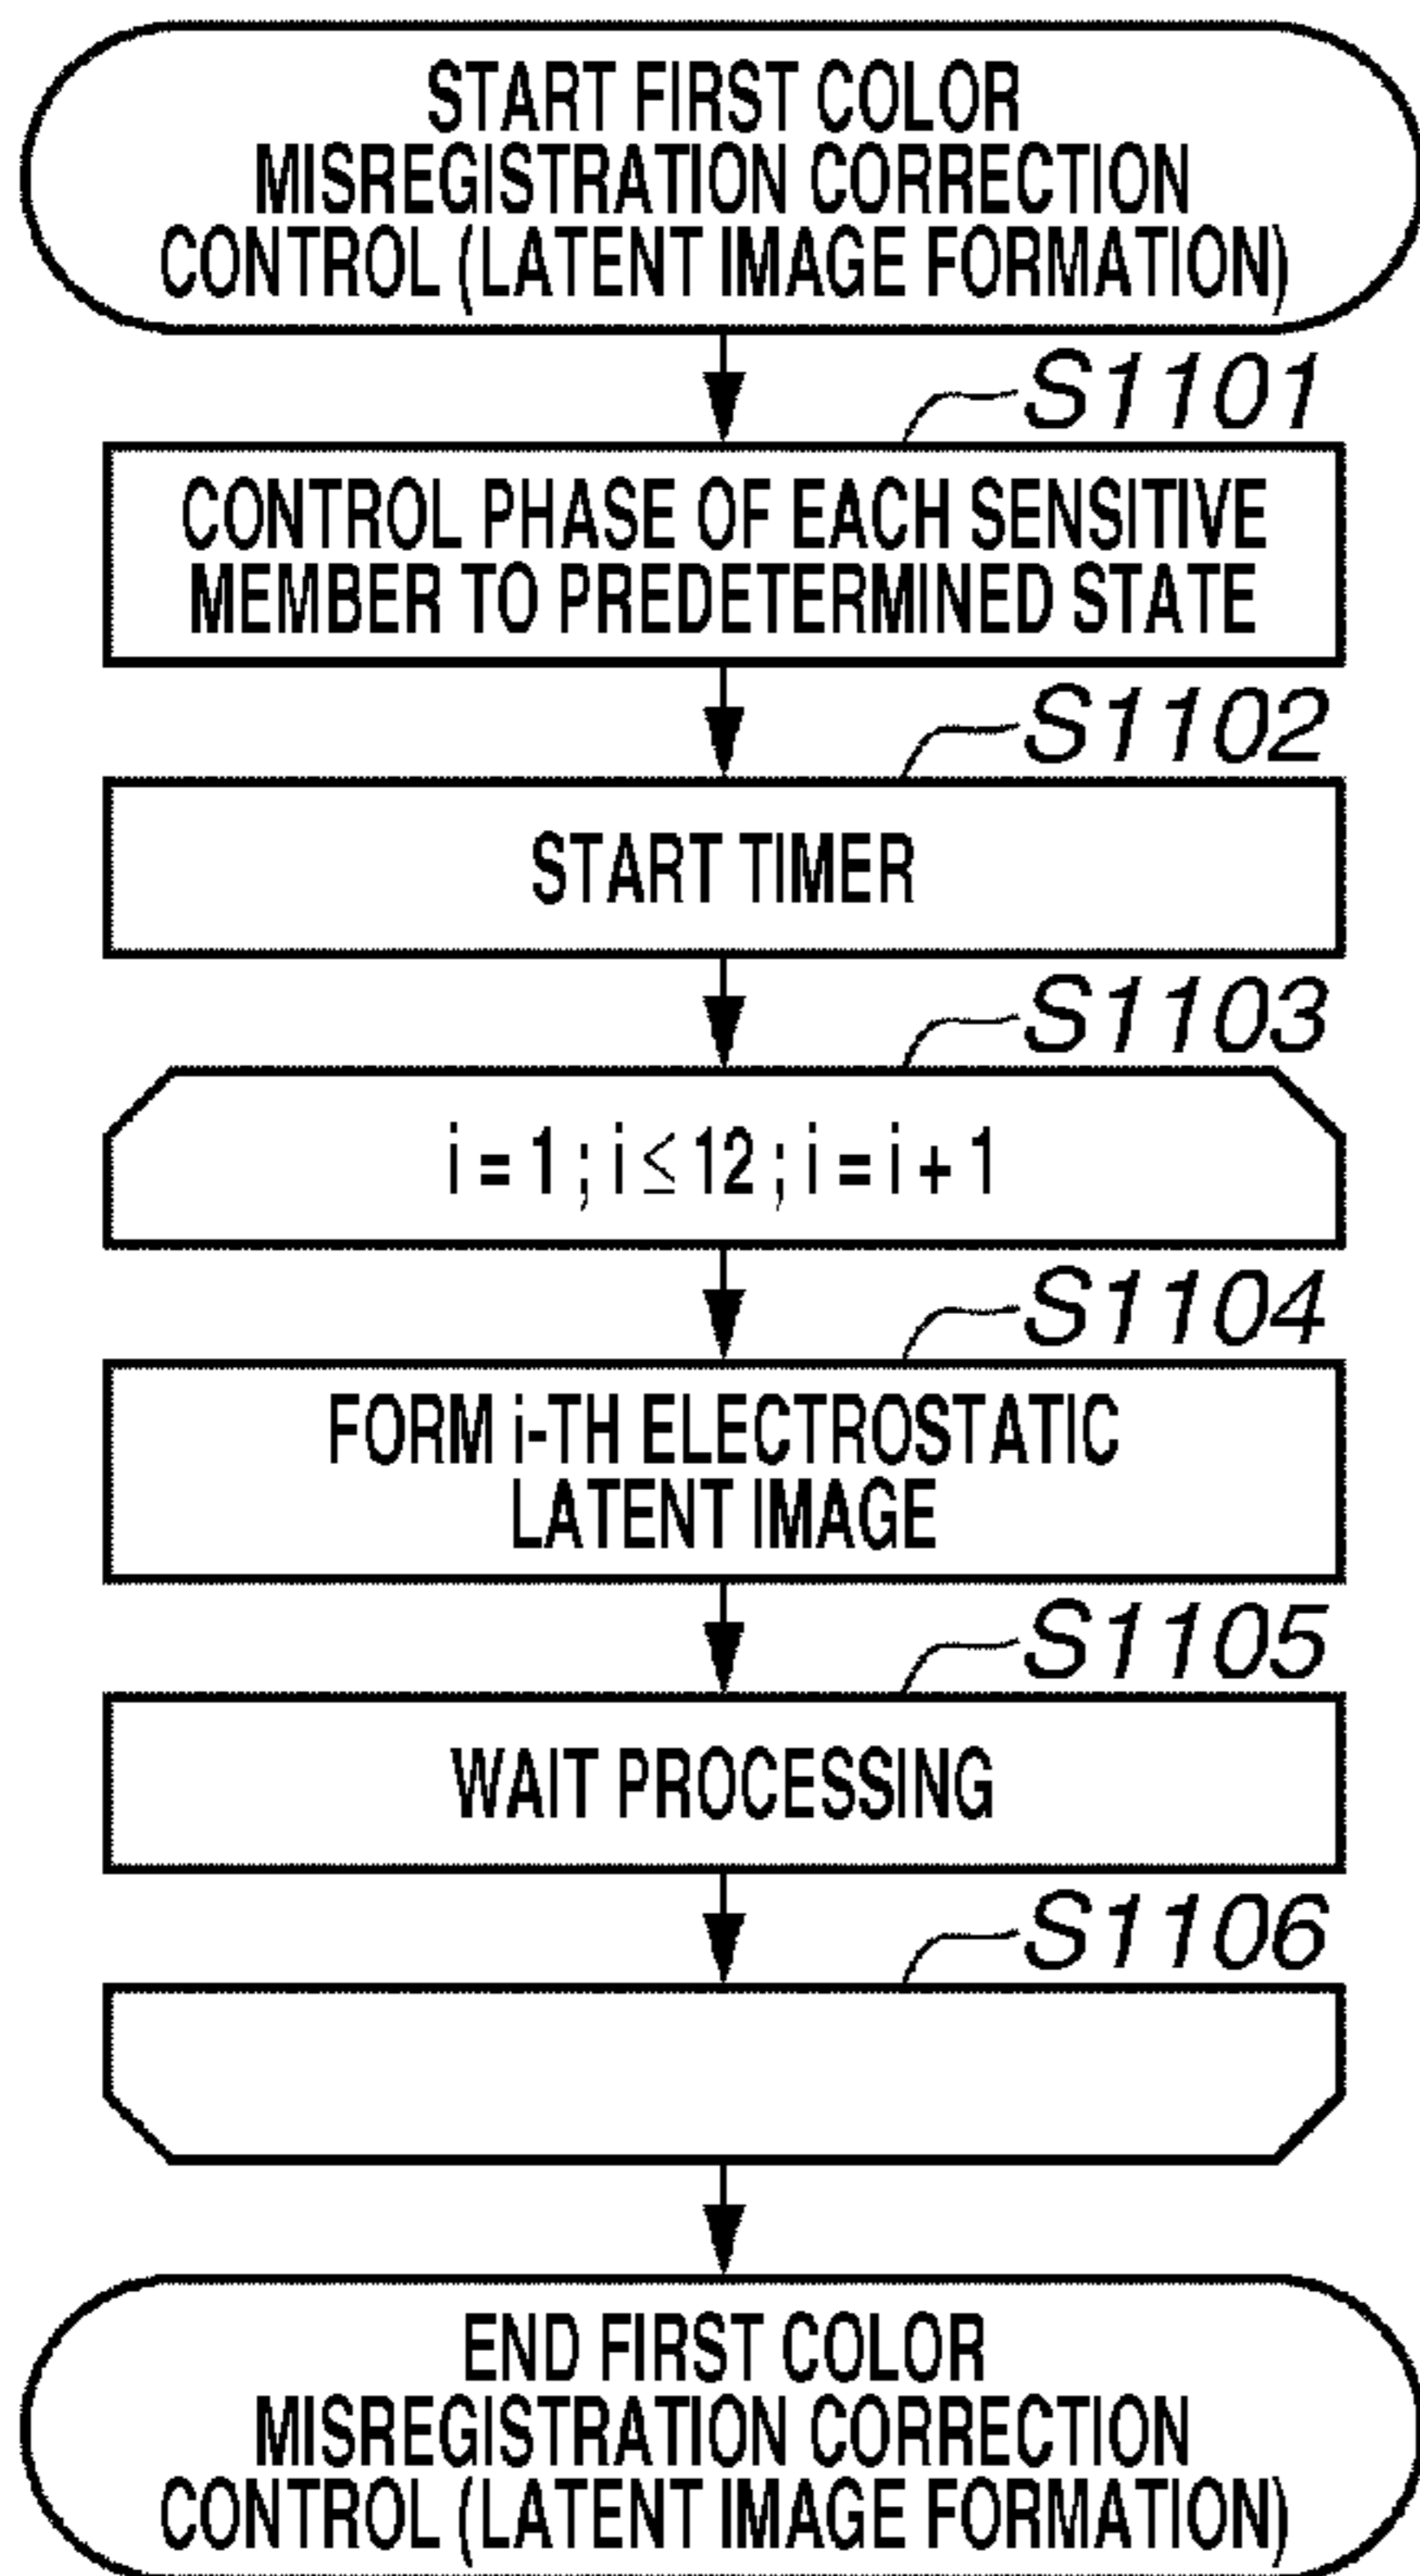 START FIRST COLOR
MISREGISTRATION CORRECTION
CONTROL (LATENT IMAGE FORMATION)
S1101
CONTROL PHASE OF EACH SENSITIVE
MEMBER TO PREDETERMINED STATE
S1102
START TIMER
S1103
i = 1 ; i ≤ 12 ; i = i + 1
S1104
FORM i-TH ELECTROSTATIC
LATENT IMAGE
S1105
WAIT PROCESSING
S1106
END FIRST COLOR
MISREGISTRATION CORRECTION
CONTROL (LATENT IMAGE FORMATION)